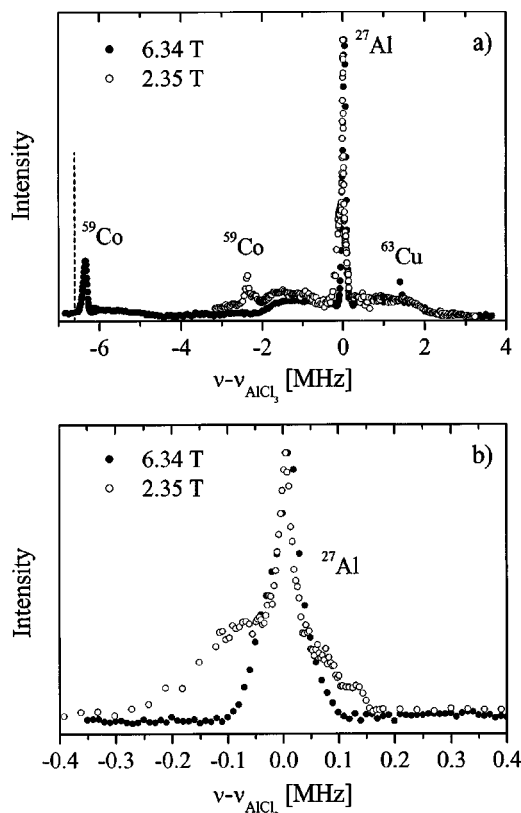 a)
● 6.34 T
○ 2.35 T
²⁷Al
⁵⁹Co
⁵⁹Co
⁶³Cu
Intensity
-6 -4 -2 0 2 4
ν-ν_AlCl₃ [MHz]
b)
● 6.34 T
○ 2.35 T
²⁷Al
Intensity
-0.4 -0.3 -0.2 -0.1 0.0 0.1 0.2 0.3 0.4
ν-ν_AlCl₃ [MHz]